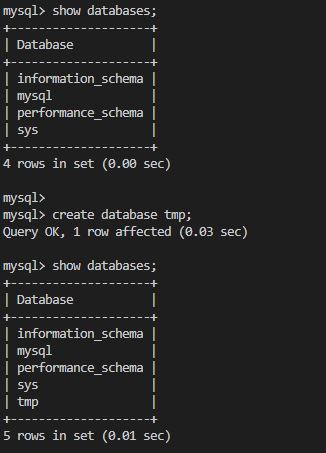 mysql> show databases;
+--------------------+
| Database           |
+--------------------+
| information_schema |
| mysql              |
| performance_schema |
| sys                |
+--------------------+
4 rows in set (0.00 sec)

mysql>
mysql> create database tmp;
Query OK, 1 row affected (0.03 sec)

mysql> show databases;
+--------------------+
| Database           |
+--------------------+
| information_schema |
| mysql              |
| performance_schema |
| sys                |
| tmp                |
+--------------------+
5 rows in set (0.01 sec)